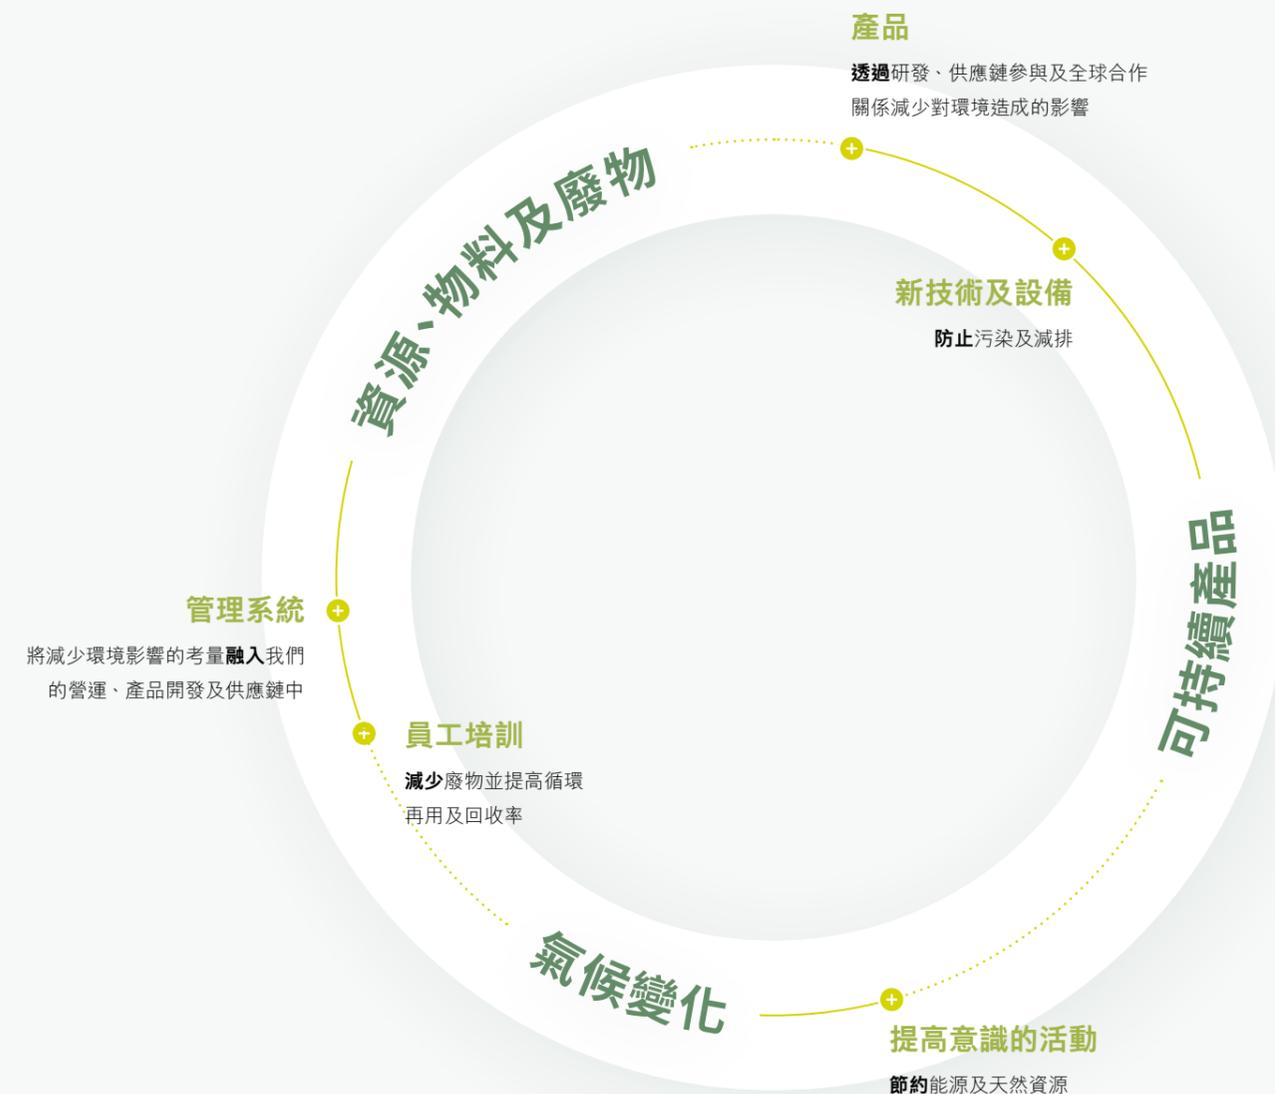 產品
透過研發、供應鏈參與及全球合作
關係減少對環境造成的影響
資源、物料及廢物
新技術及設備
防止污染及減排
可持續產品
管理系統
將減少環境影響的考量融入我們
的營運、產品開發及供應鏈中
員工培訓
減少廢物並提高循環
再用及回收率
氣候變化
提高意識的活動
節約能源及天然資源